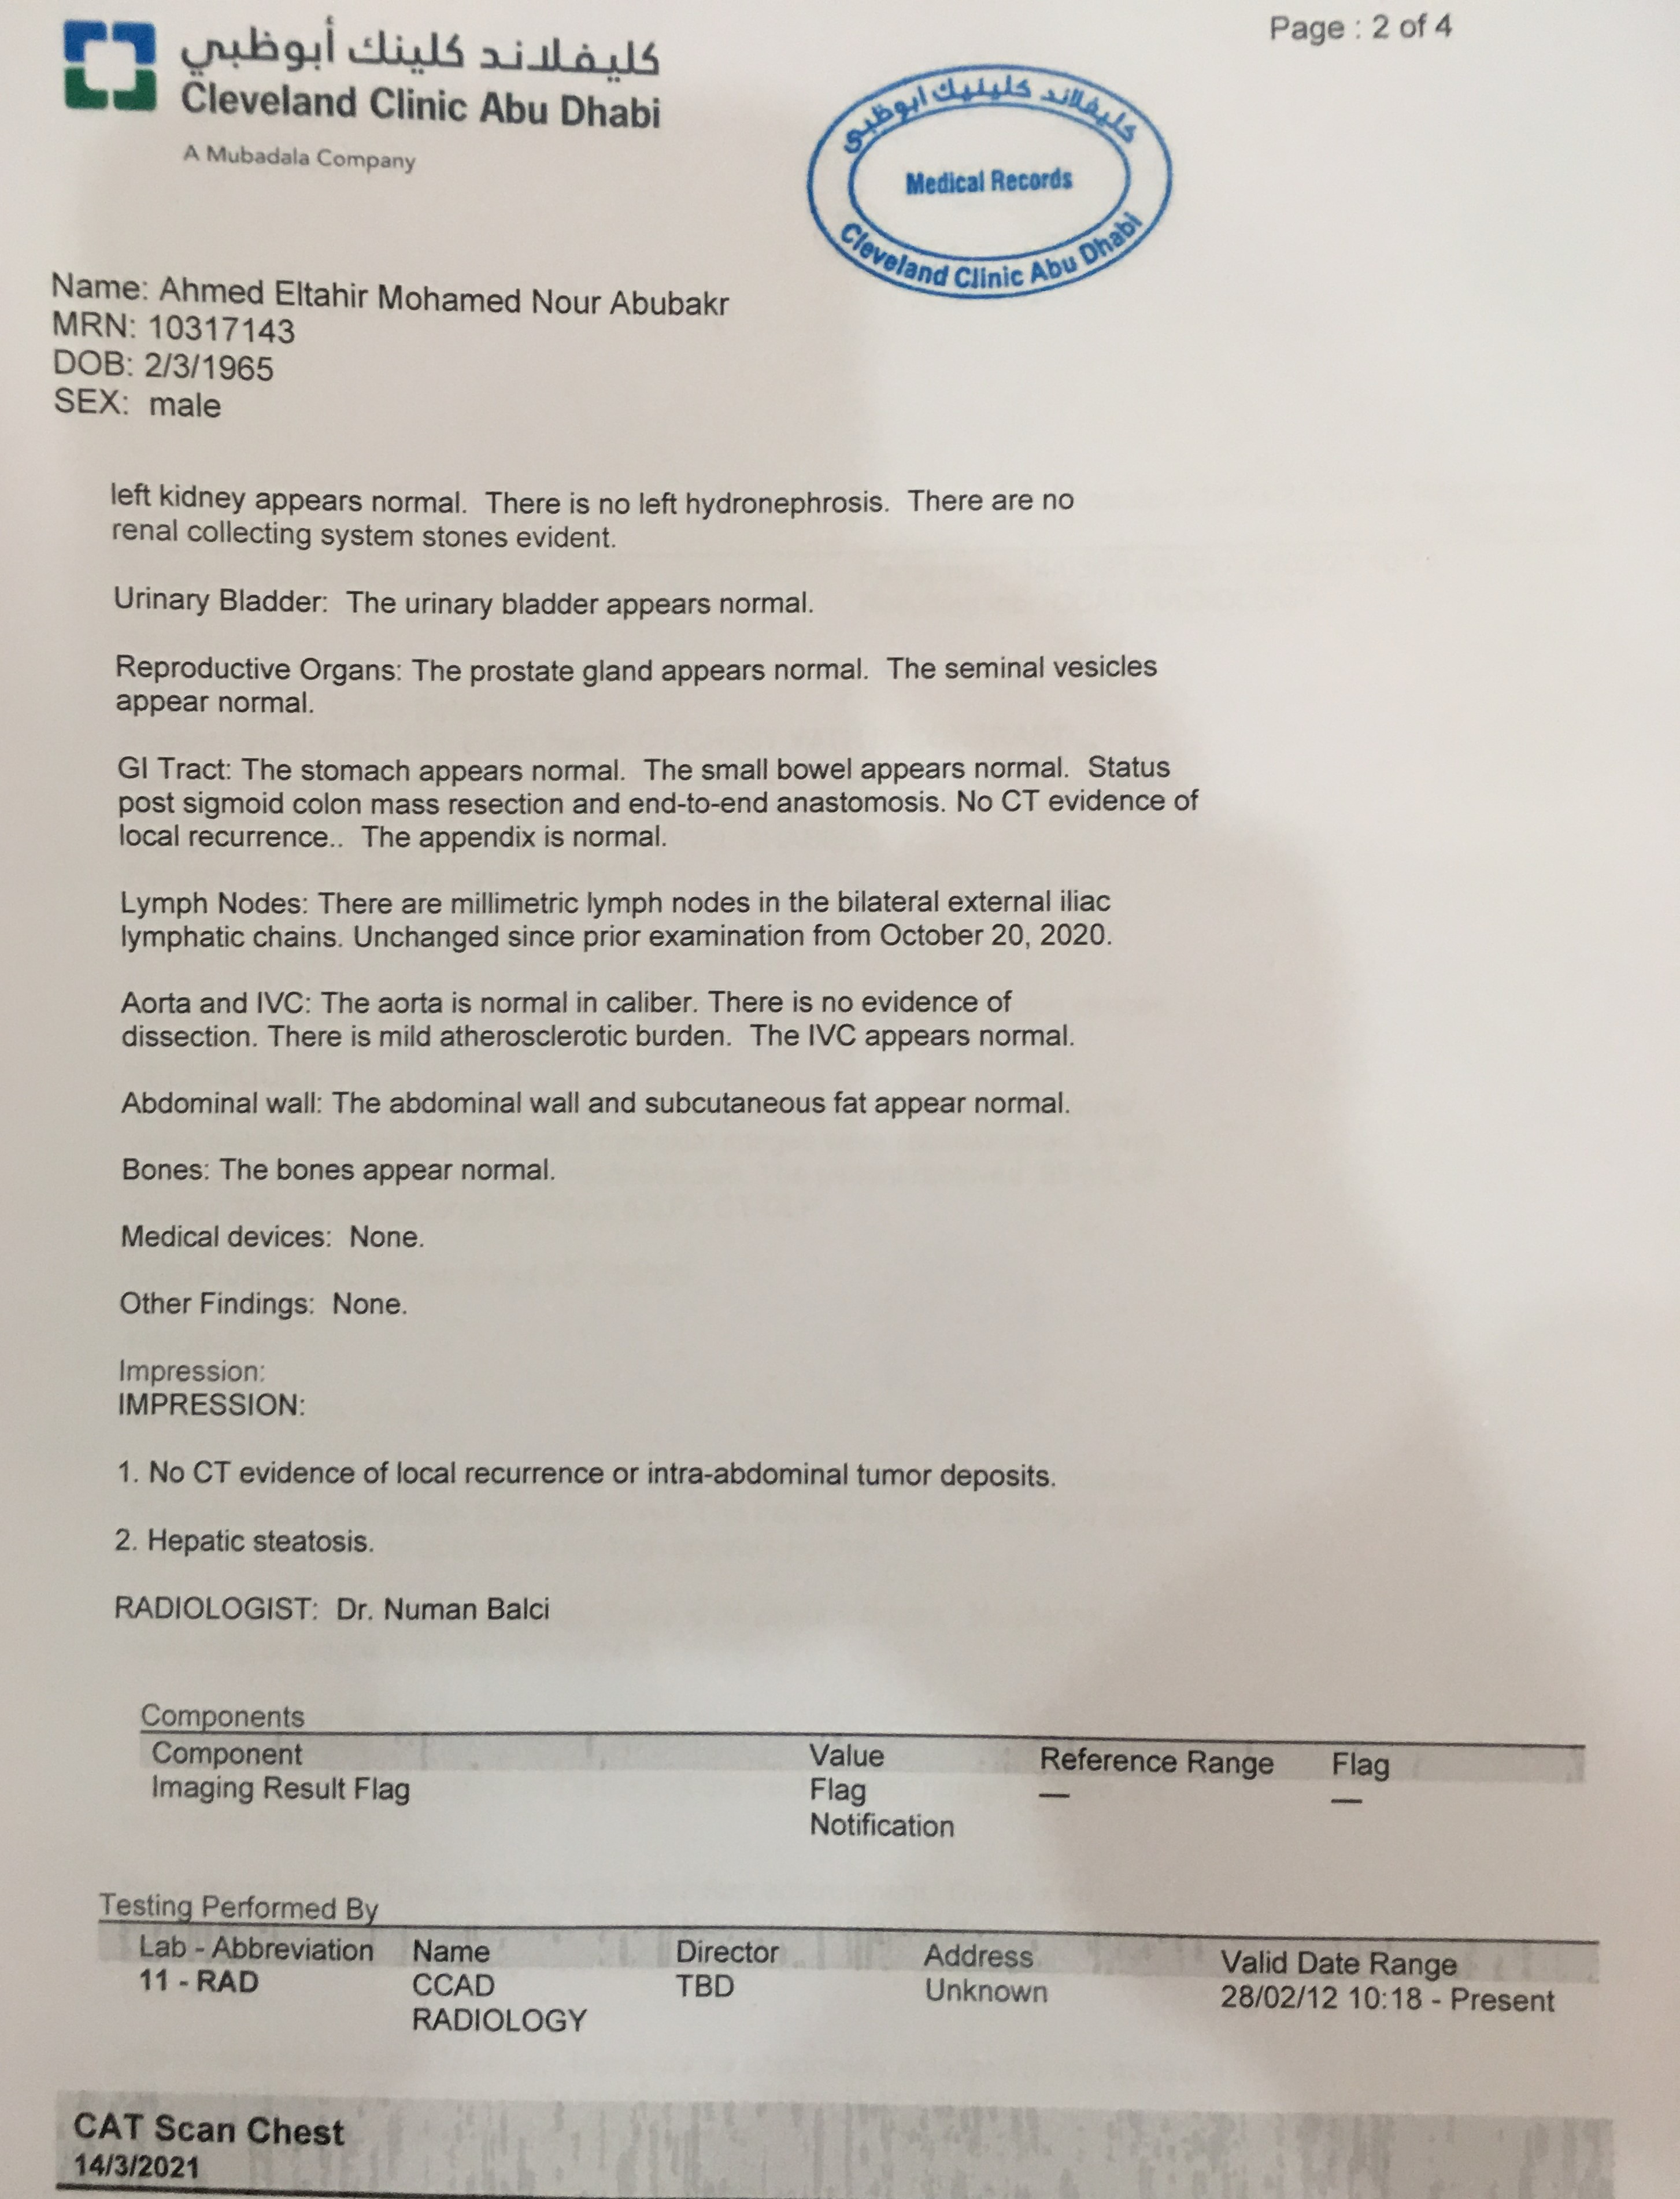 Page : 2 of 4
كليفلاند كلينك أبوظبي
Cleveland Clinic Abu Dhabi
A Mubadala Company
كليفلاند كلينيك أبوظبي
Medical Records
Cleveland Clinic Abu Dhabi
Name: Ahmed Eltahir Mohamed Nour Abubakr
MRN: 10317143
DOB: 2/3/1965
SEX: male
left kidney appears normal. There is no left hydronephrosis. There are no
renal collecting system stones evident.
Urinary Bladder: The urinary bladder appears normal.
Reproductive Organs: The prostate gland appears normal. The seminal vesicles
appear normal.
GI Tract: The stomach appears normal. The small bowel appears normal. Status
post sigmoid colon mass resection and end-to-end anastomosis. No CT evidence of
local recurrence.. The appendix is normal.
Lymph Nodes: There are millimetric lymph nodes in the bilateral external iliac
lymphatic chains. Unchanged since prior examination from October 20, 2020.
Aorta and IVC: The aorta is normal in caliber. There is no evidence of
dissection. There is mild atherosclerotic burden. The IVC appears normal.
Abdominal wall: The abdominal wall and subcutaneous fat appear normal.
Bones: The bones appear normal.
Medical devices: None.
Other Findings: None.
Impression:
IMPRESSION:
1. No CT evidence of local recurrence or intra-abdominal tumor deposits.
2. Hepatic steatosis.
RADIOLOGIST: Dr. Numan Balci
Components
Component Value Reference Range Flag
Imaging Result Flag Flag — —
Notification
Testing Performed By
Lab - Abbreviation Name Director Address Valid Date Range
11 - RAD CCAD TBD Unknown 28/02/12 10:18 - Present
RADIOLOGY
CAT Scan Chest
14/3/2021